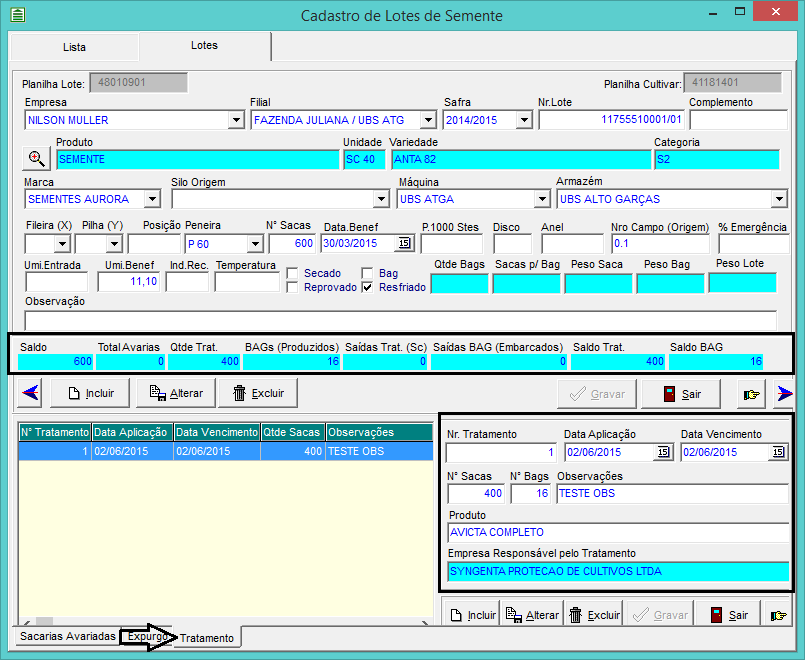 Cadastro de Lotes de Semente
Lista Lotes
Planilha Lote: 48010901 Planilha Cultivar: 41181401
Empresa Filial Safra Nr.Lote Complemento
NILSON MULLER FAZENDA JULIANA / UBS ATG 2014/2015 11755510001/01
Produto Unidade Variedade Categoria
SEMENTE SC 40 ANTA 82 S2
Marca Silo Origem Máquina Armazém
SEMENTES AURORA UBS ATGA UBS ALTO GARÇAS
Fileira (X) Pilha (Y) Posição Peneira N° Sacas Data.Benef P.1000 Stes Disco Anel Nro Campo (Origem) % Emergência
P 60 600 30/03/2015 15 0.1
Umi.Entrada Umi.Benef Ind.Rec. Temperatura Secado Bag Qtde Bags Sacas p/ Bag Peso Saca Peso Bag Peso Lote
11,10 Reprovado Resfriado
Observação
Saldo Total Avarias Qtde Trat. BAGs (Produzidos) Saídas Trat. (Sc) Saídas BAG (Embarcados) Saldo Trat. Saldo BAG
600 0 400 16 0 0 400 16
Incluir Alterar Excluir Gravar Sair
N° Tratamento Data Aplicação Data Vencimento Qtde Sacas Observações
1 02/06/2015 02/06/2015 400 TESTE OBS
Nr. Tratamento Data Aplicação Data Vencimento
1 02/06/2015 15 02/06/2015 15
N° Sacas N° Bags Observações
400 16 TESTE OBS
Produto
AVICTA COMPLETO
Empresa Responsável pelo Tratamento
SYNGENTA PROTECAO DE CULTIVOS LTDA
Incluir Alterar Excluir Gravar Sair
Sacarias Avariadas Expurgo Tratamento